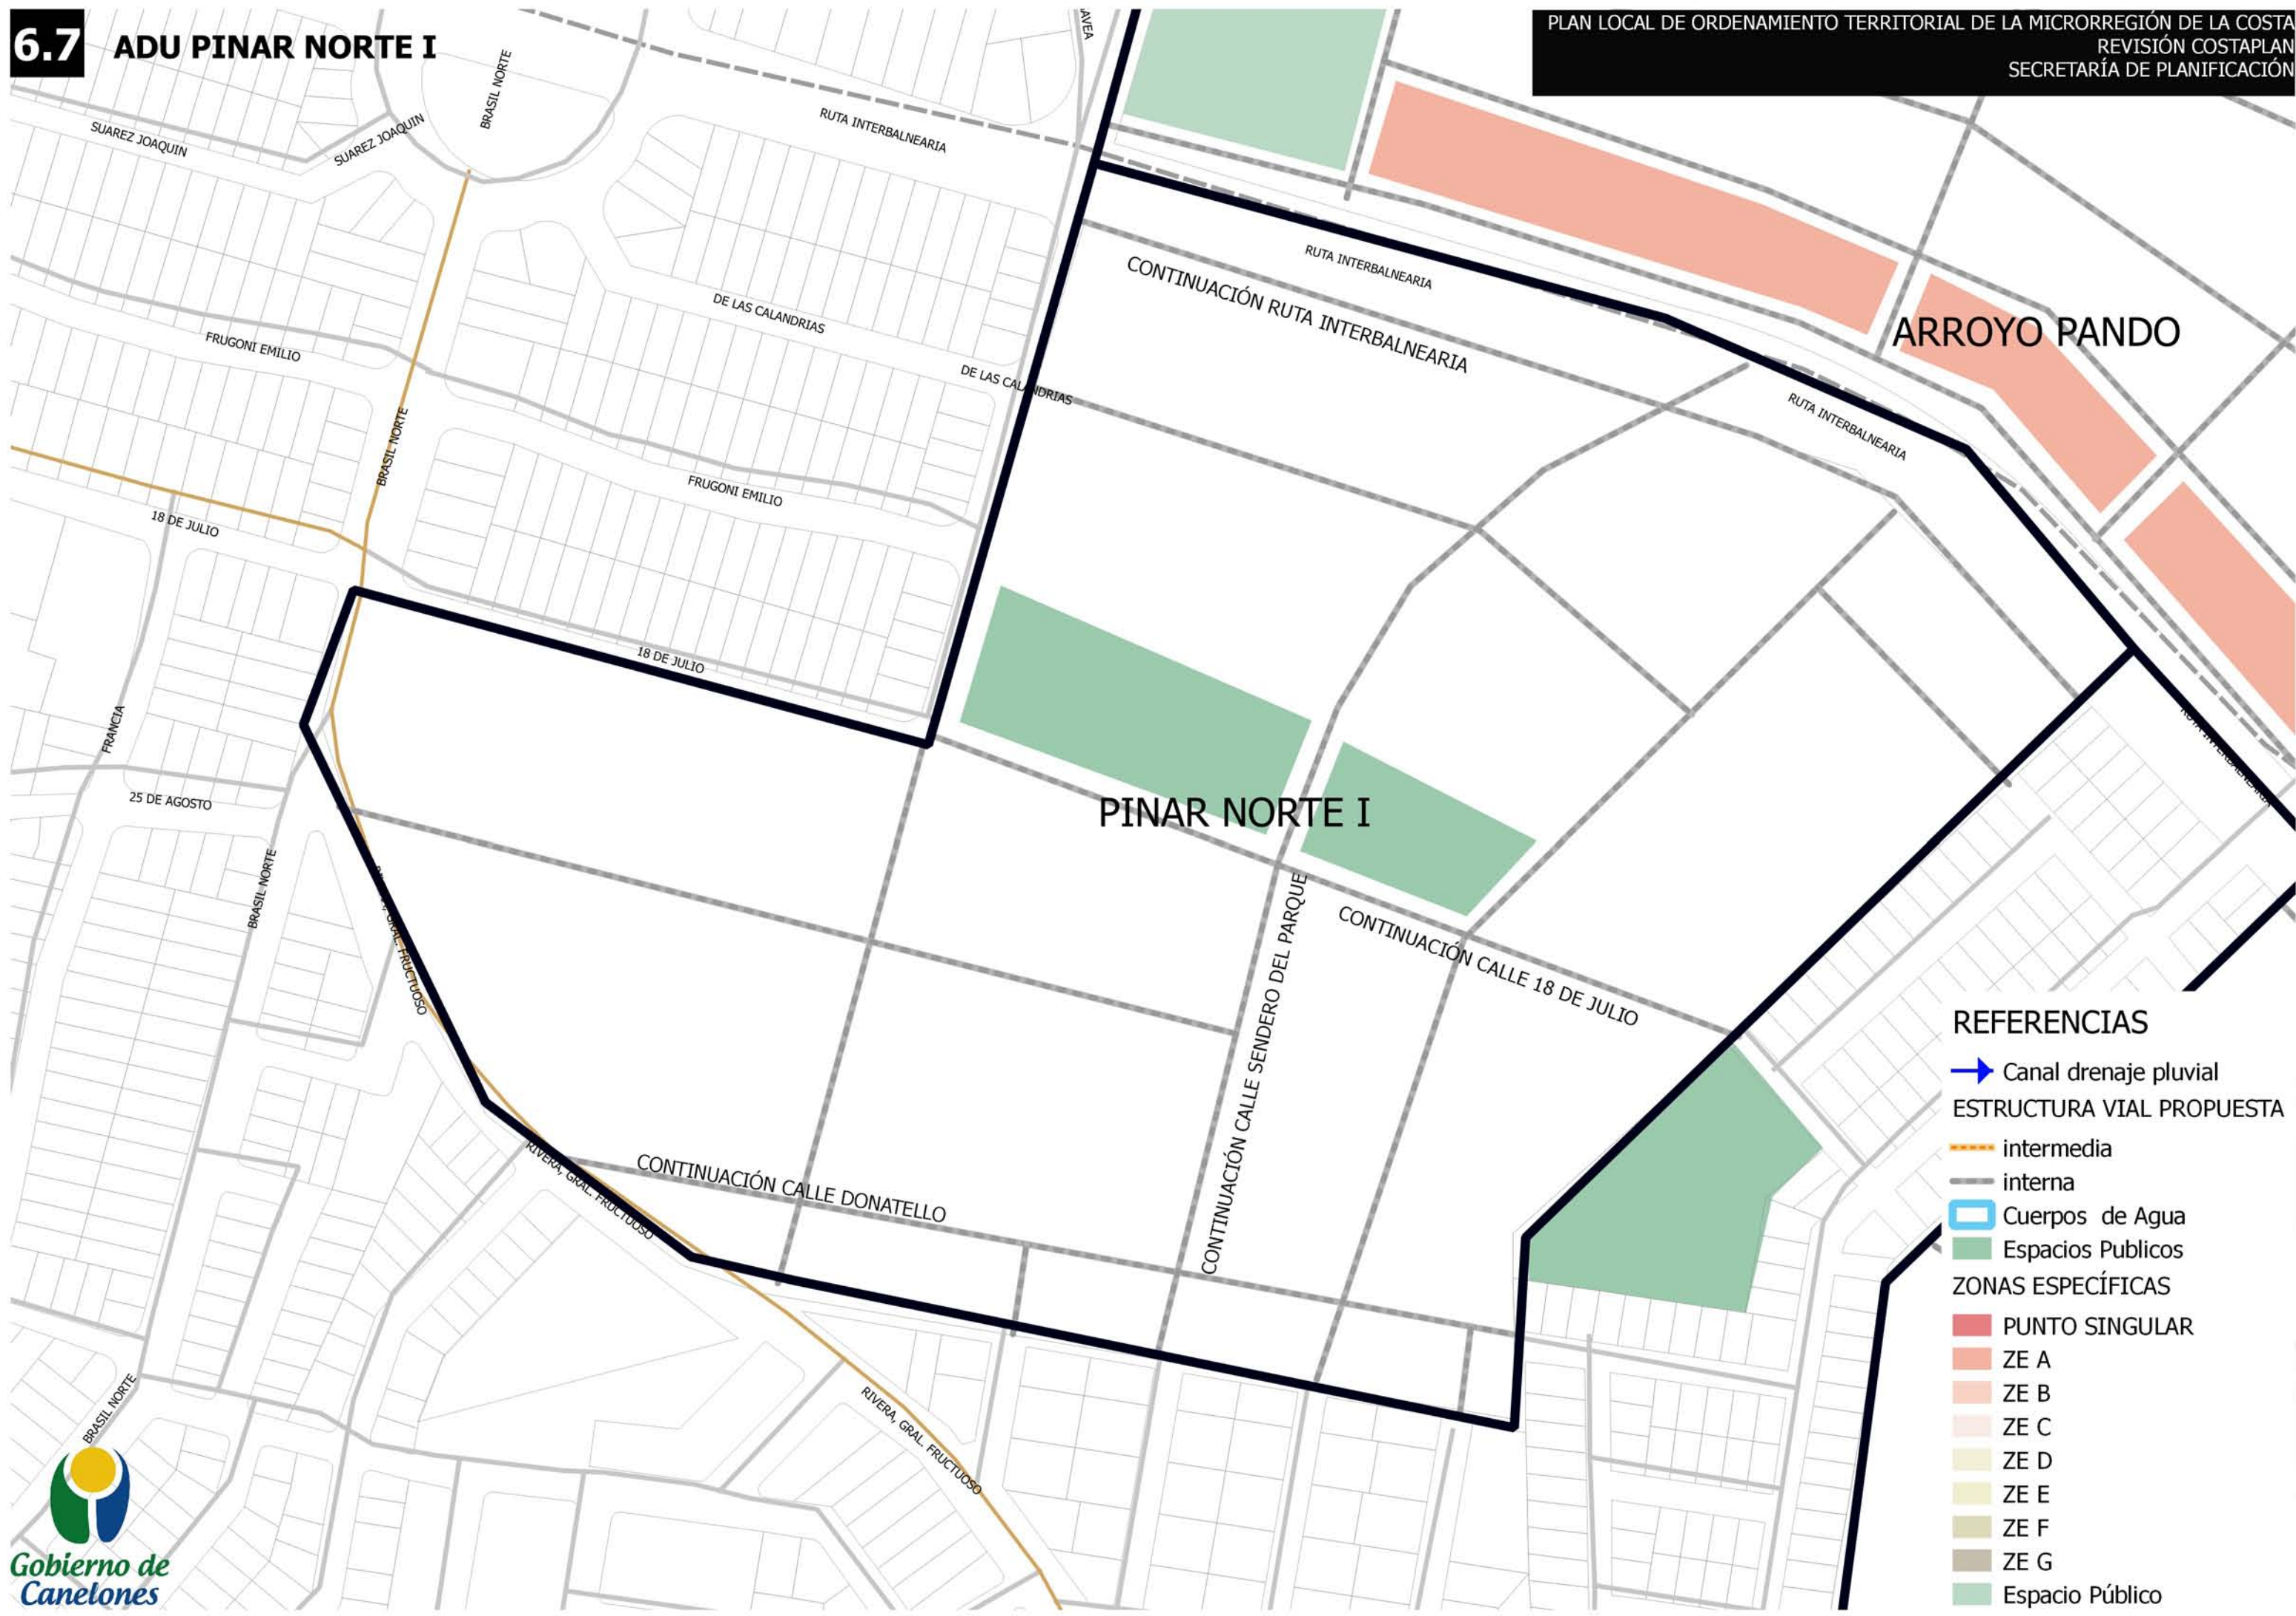 6.7 ADU PINAR NORTE I
PLAN LOCAL DE ORDENAMIENTO TERRITORIAL DE LA MICRORREGIÓN DE LA COSTA
REVISIÓN COSTAPLAN
SECRETARÍA DE PLANIFICACIÓN
SUAREZ JOAQUIN
SUAREZ JOAQUIN
BRASIL NORTE
RUTA INTERBALNEARIA
RUTA INTERBALNEARIA
CONTINUACIÓN RUTA INTERBALNEARIA
DE LAS CALANDRIAS
FRUGONI EMILIO
ARROYO PANDO
DE LAS CALANDRIAS
RUTA INTERBALNEARIA
BRASIL NORTE
FRUGONI EMILIO
18 DE JULIO
18 DE JULIO
FRANCIA
RUTA INTERBALNEARIA
25 DE AGOSTO
PINAR NORTE I
BRASIL NORTE
GRAL. FRUCTUOSO
CONTINUACIÓN CALLE SENDERO DEL PARQUE
CONTINUACIÓN CALLE 18 DE JULIO
RIVERA, GRAL. FRUCTUOSO
CONTINUACIÓN CALLE DONATELLO
BRASIL NORTE
RIVERA, GRAL. FRUCTUOSO
REFERENCIAS
Canal drenaje pluvial
ESTRUCTURA VIAL PROPUESTA
intermedia
interna
Cuerpos de Agua
Espacios Publicos
ZONAS ESPECÍFICAS
PUNTO SINGULAR
ZE A
ZE B
ZE C
ZE D
ZE E
ZE F
ZE G
Espacio Público
Gobierno de
Canelones